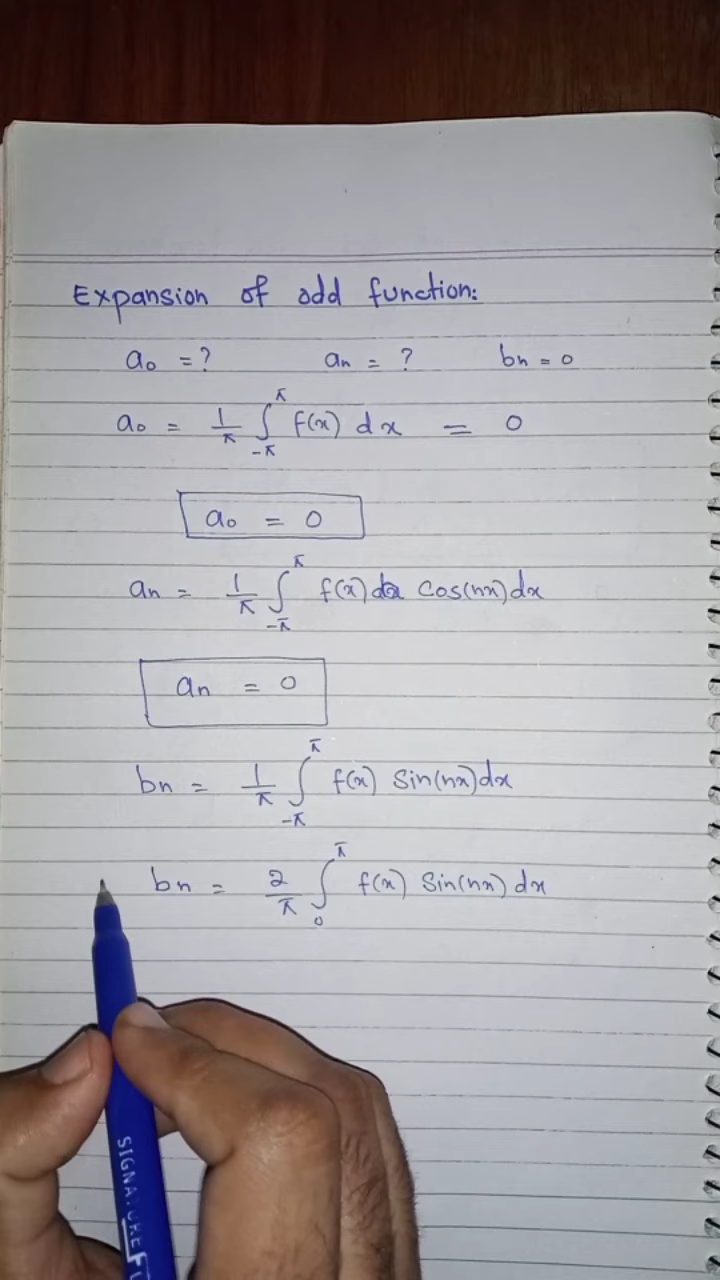 Expansion of odd function:
a₀ = ? aₙ = ? bₙ = 0
a₀ = 1/π ∫_{-π}^{π} f(x) dx = 0
a₀ = 0
aₙ = 1/π ∫_{-π}^{π} f(x) cos(nx) dx
aₙ = 0
bₙ = 1/π ∫_{-π}^{π} f(x) Sin(nx) dx
bₙ = 2/π ∫_{0}^{π} f(x) Sin(nx) dx
SIGNATURE